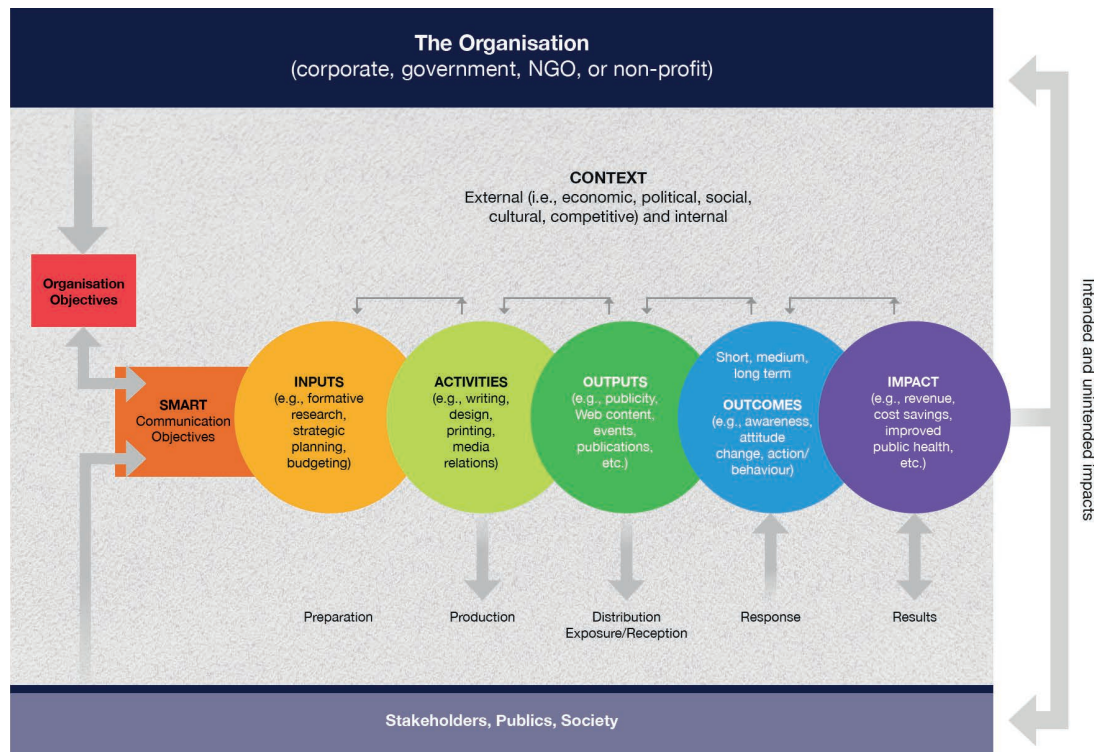 The Organisation
(corporate, government, NGO, or non-profit)
CONTEXT
External (i.e., economic, political, social,
cultural, competitive) and internal
Organisation
Objectives
SMART
Communication
Objectives
INPUTS
(e.g., formative
research,
strategic
planning,
budgeting)
ACTIVITIES
(e.g., writing,
design,
printing,
media
relations)
OUTPUTS
(e.g., publicity,
Web content,
events,
publications,
etc.)
Short, medium,
long term
OUTCOMES
(e.g., awareness,
attitude
change, action/
behaviour)
IMPACT
(e.g., revenue,
cost savings,
improved
public health,
etc.)
Preparation
Production
Distribution
Exposure/Reception
Response
Results
Intended and unintended impacts
Stakeholders, Publics, Society